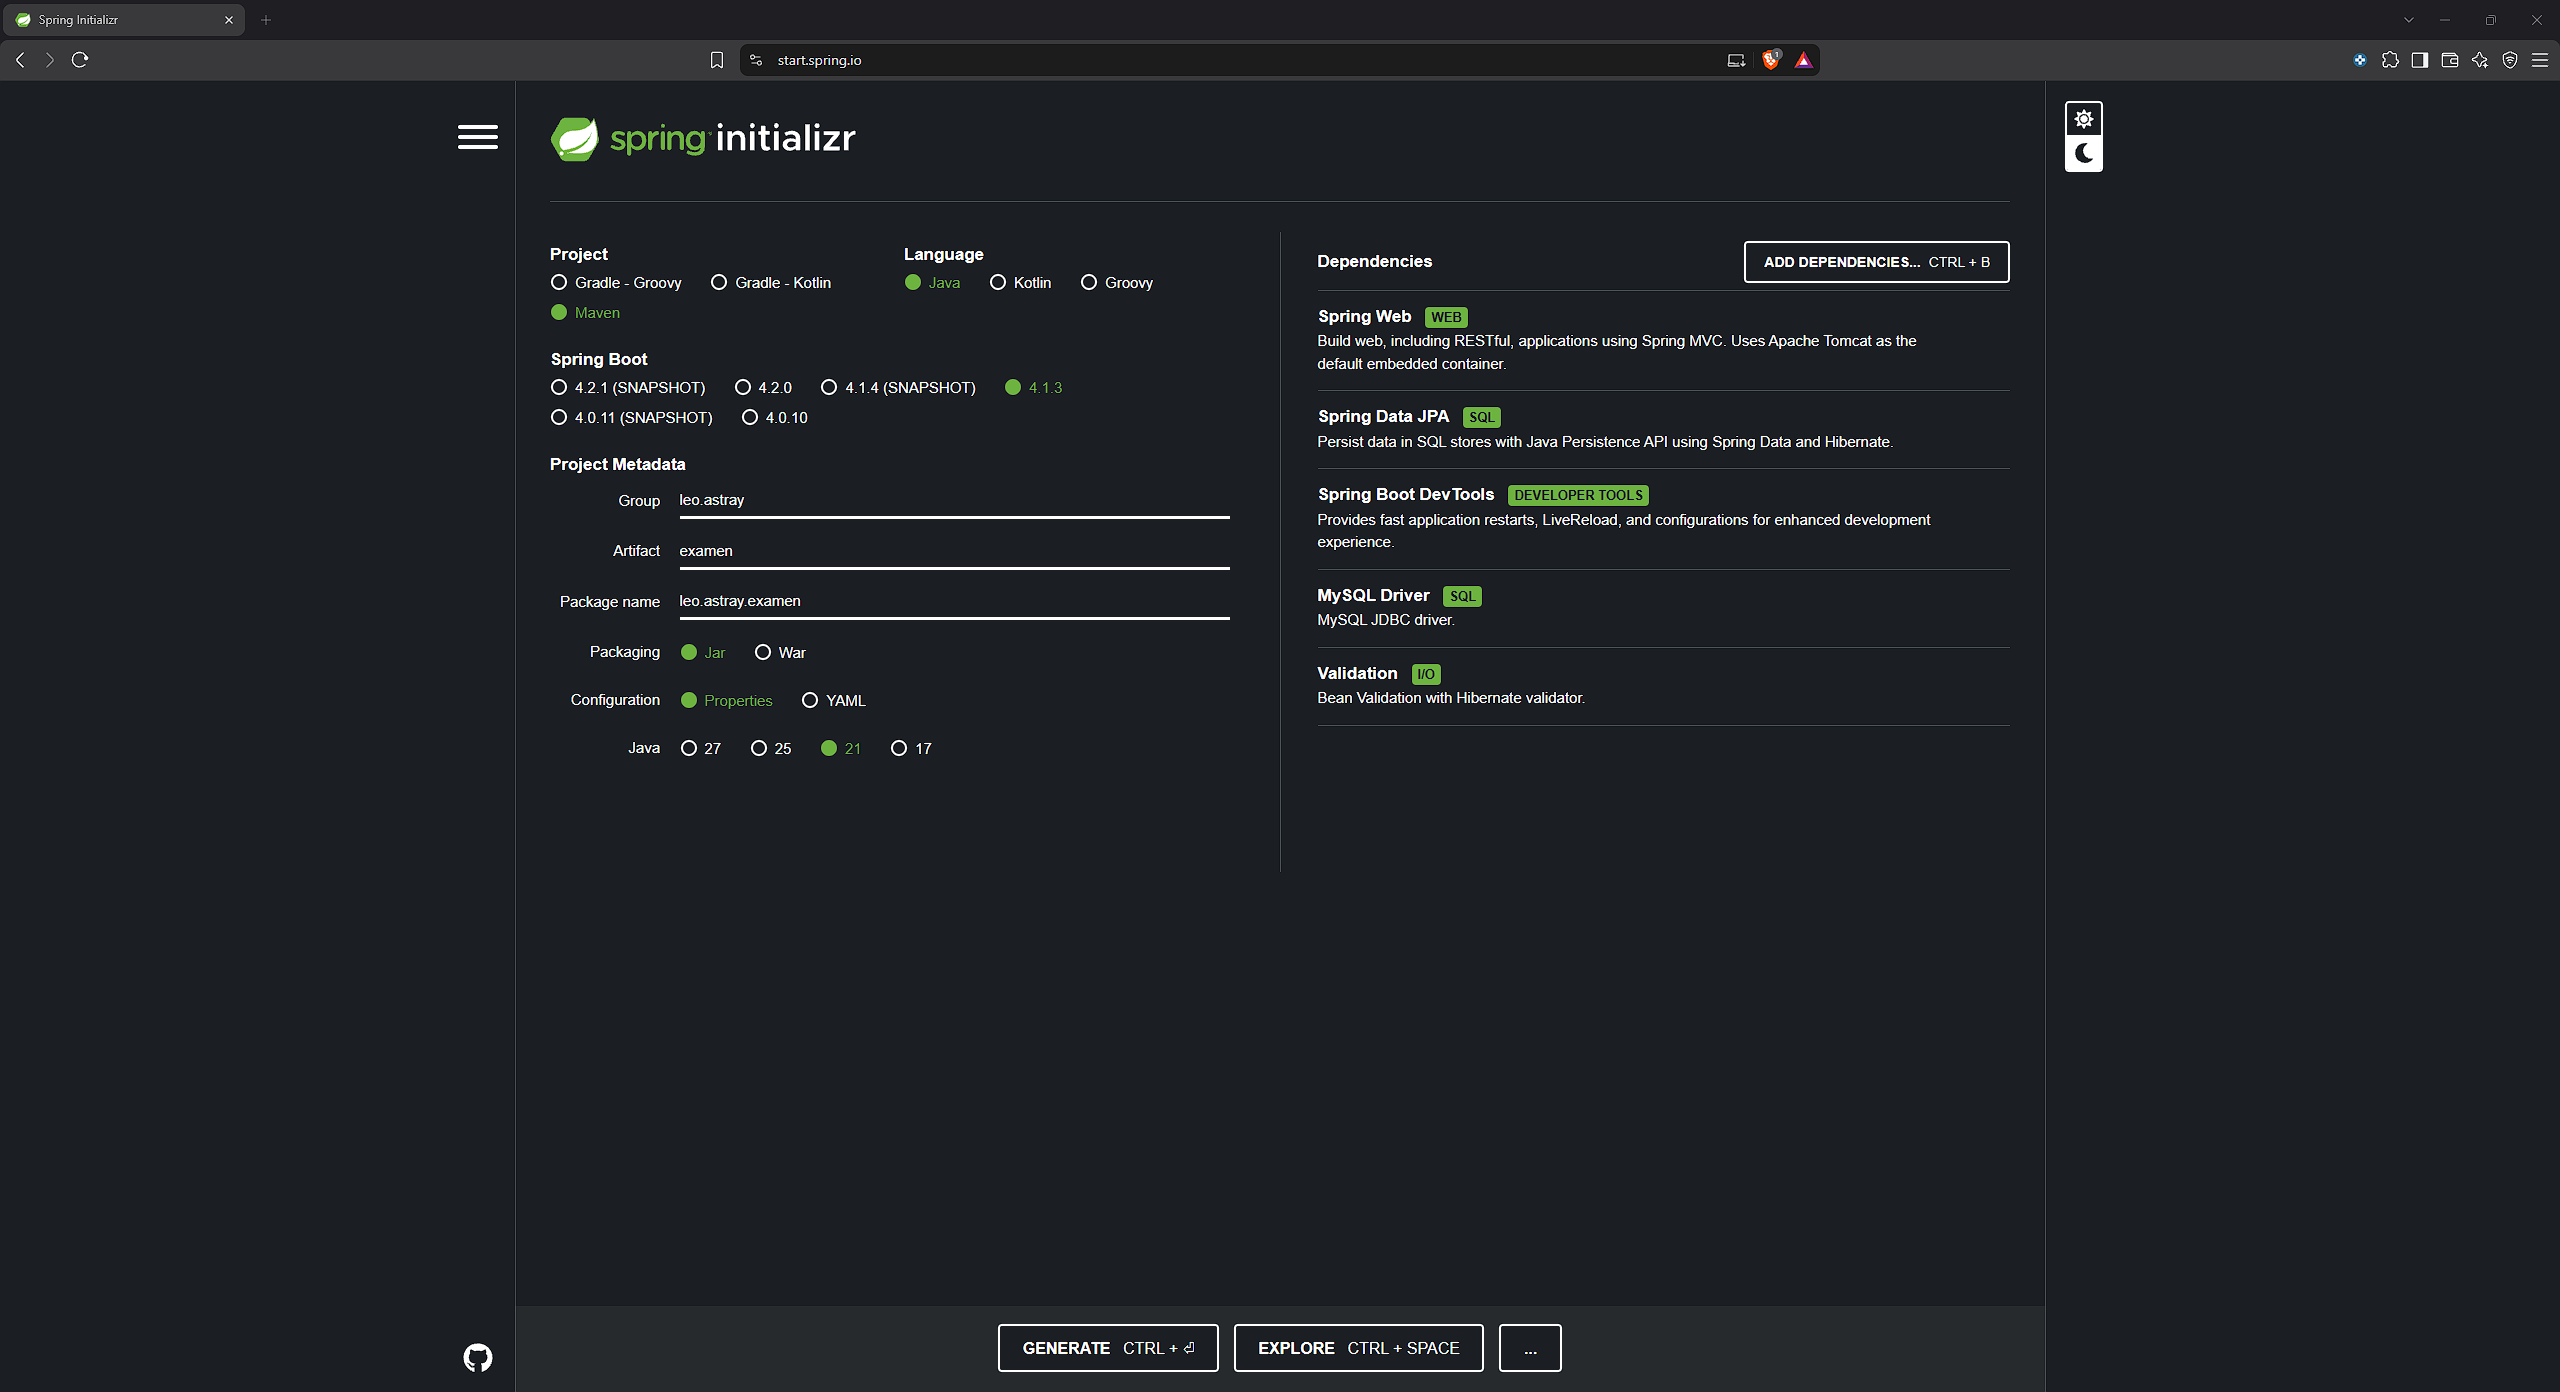 Spring Initializr
start.spring.io
1
spring initializr
Project
Gradle - Groovy
Gradle - Kotlin
Maven
Language
Java
Kotlin
Groovy
Spring Boot
4.2.1 (SNAPSHOT)
4.2.0
4.1.4 (SNAPSHOT)
4.1.3
4.0.11 (SNAPSHOT)
4.0.10
Project Metadata
Group leo.astray
Artifact examen
Package name leo.astray.examen
Packaging Jar War
Configuration Properties YAML
Java 27 25 21 17
Dependencies
ADD DEPENDENCIES... CTRL + B
Spring Web WEB
Build web, including RESTful, applications using Spring MVC. Uses Apache Tomcat as the
default embedded container.
Spring Data JPA SQL
Persist data in SQL stores with Java Persistence API using Spring Data and Hibernate.
Spring Boot DevTools DEVELOPER TOOLS
Provides fast application restarts, LiveReload, and configurations for enhanced development
experience.
MySQL Driver SQL
MySQL JDBC driver.
Validation I/O
Bean Validation with Hibernate validator.
GENERATE CTRL + ⏎
EXPLORE CTRL + SPACE
...